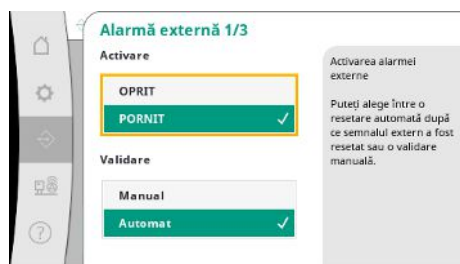 Alarmă externă 1/3
Activare
OPRIT
PORNIT
Validare
Manual
Automat
Activarea alarmei
externe
Puteți alege între o
resetare automată după
ce semnalul extern a fost
resetat sau o validare
manuală.